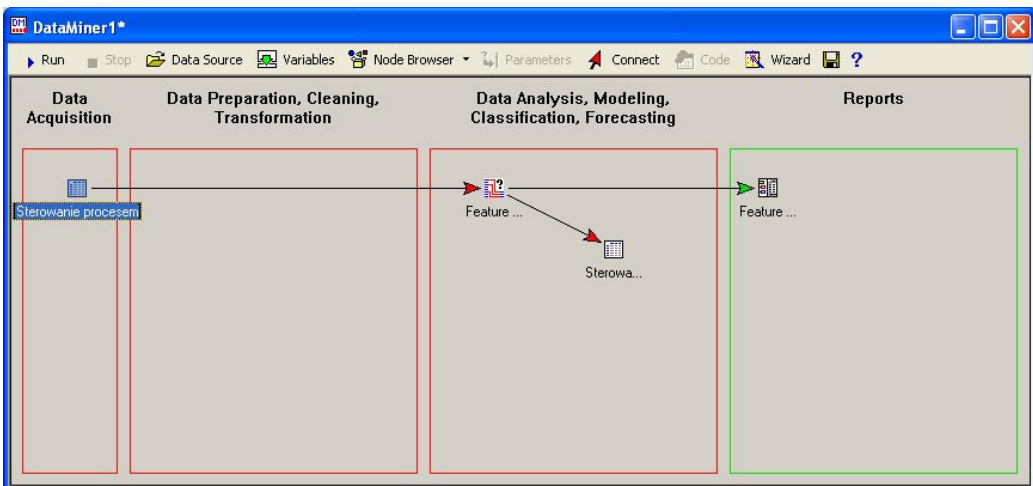 DataMiner1*
Run Stop Data Source Variables Node Browser Parameters Connect Code Wizard ?
Data Acquisition
Data Preparation, Cleaning,
Transformation
Data Analysis, Modeling,
Classification, Forecasting
Reports
Sterowanie procesem
Feature ...
Sterowa...
Feature ...